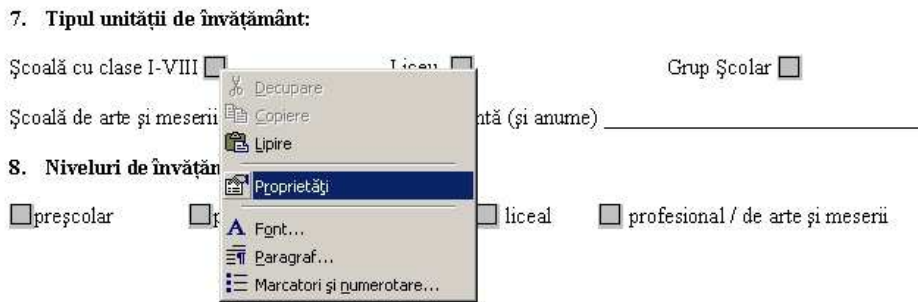 7. Tipul unității de învățământ:
Școală cu clase I-VIII Liceu Grup Școlar
Școală de arte și meserii ntă (și anume)
8. Niveluri de învățăm
preșcolar liceal profesional / de arte și meserii
Decupare
Copiere
Lipire
Proprietăți
Font...
Paragraf...
Marcatori și numerotare...